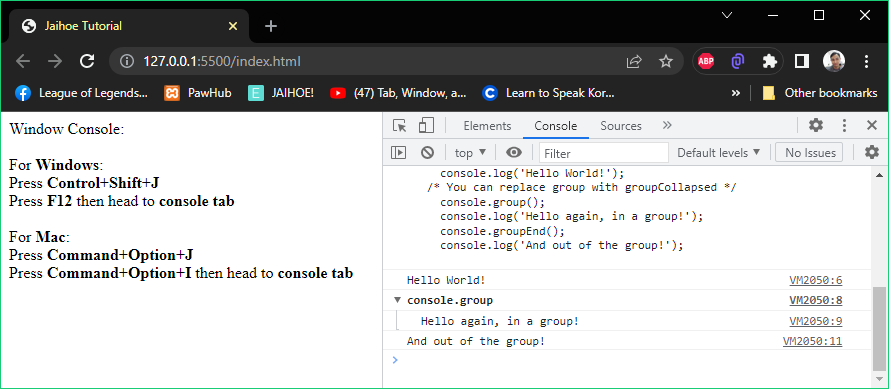 Jaihoe Tutorial
127.0.0.1:5500/index.html
ABP
League of Legends...
PawHub
E JAIHOE!
(47) Tab, Window, a...
C Learn to Speak Kor...
»
Other bookmarks
Window Console:
For Windows:
Press Control+Shift+J
Press F12 then head to console tab
For Mac:
Press Command+Option+J
Press Command+Option+I then head to console tab
Elements Console Sources »
top Filter Default levels No Issues
console.log('Hello World!');
/* You can replace group with groupCollapsed */
console.group();
console.log('Hello again, in a group!');
console.groupEnd();
console.log('And out of the group!');
Hello World! VM2050:6
console.group VM2050:8
Hello again, in a group! VM2050:9
And out of the group! VM2050:11